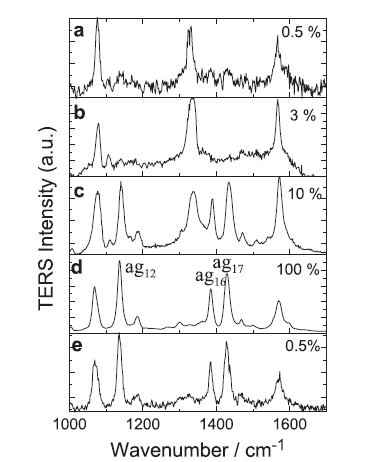 a
0.5 %
b
3 %
c
10 %
d
ag12
ag16
ag17
100 %
e
0.5%
TERS Intensity (a.u.)
1000 1200 1400 1600
Wavenumber / cm-1